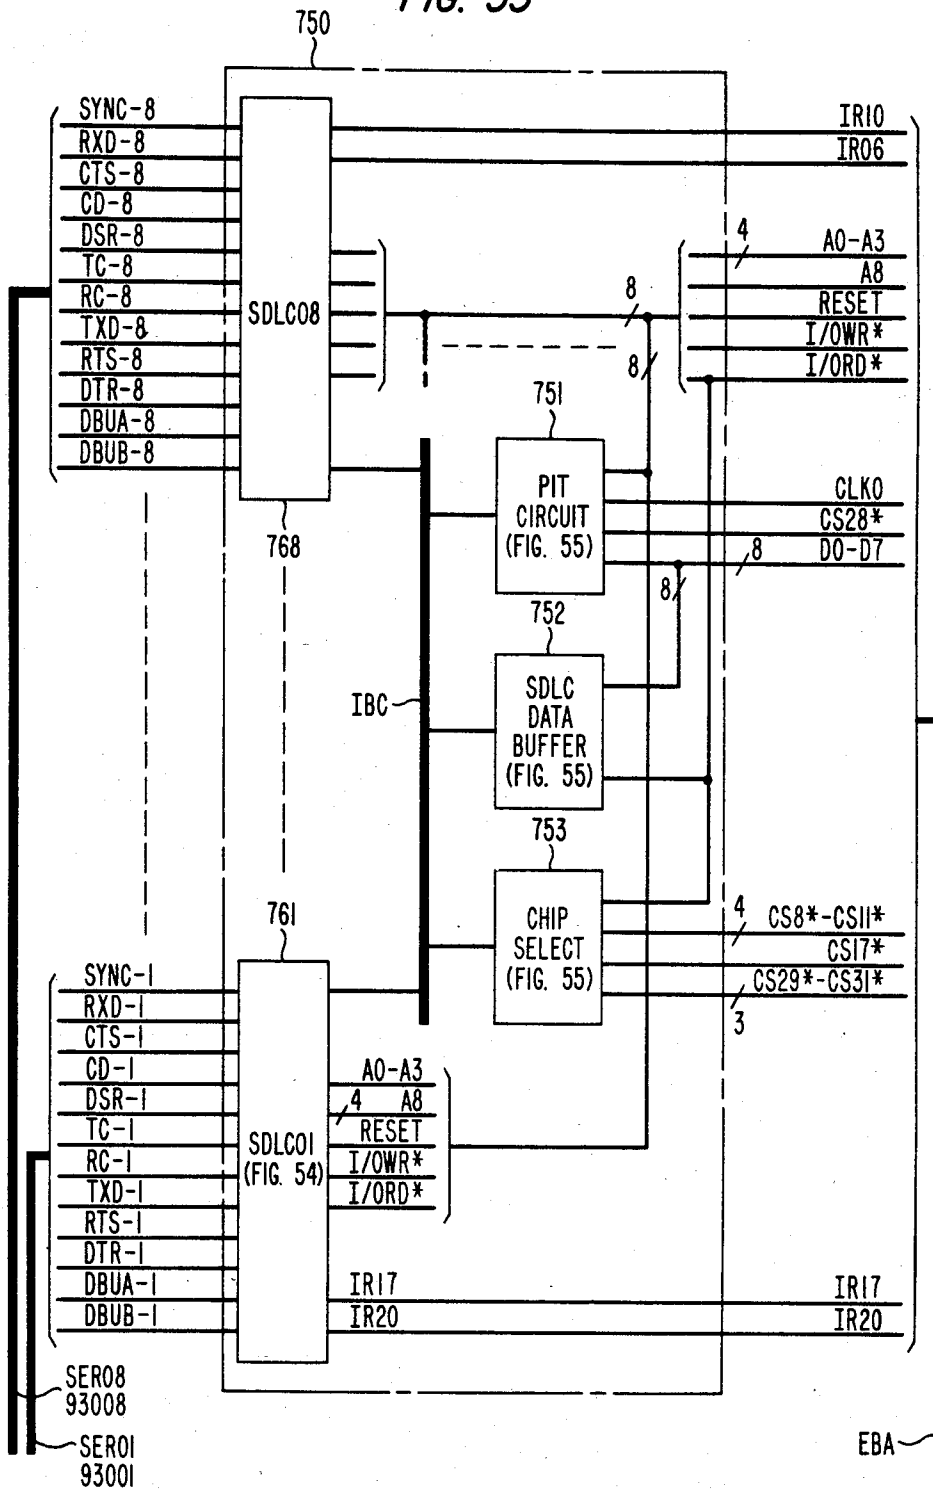 FIG. 53
750
SYNC-8
RXD-8
CTS-8
CD-8
DSR-8
TC-8
RC-8
TXD-8
RTS-8
DTR-8
DBUA-8
DBUB-8
SDLC08
768
IR10
IR06
4
A0-A3
A8
RESET
I/OWR*
I/ORD*
8
8
751
PIT
CIRCUIT
(FIG. 55)
CLK0
CS28*
8
D0-D7
8
752
SDLC
DATA
BUFFER
(FIG. 55)
IBC
753
CHIP
SELECT
(FIG. 55)
4
CS8*-CS11*
CS17*
CS29*-CS31*
3
761
SYNC-1
RXD-1
CTS-1
CD-1
DSR-1
TC-1
RC-1
TXD-1
RTS-1
DTR-1
DBUA-1
DBUB-1
SDLC01
(FIG. 54)
A0-A3
4
A8
RESET
I/OWR*
I/ORD*
IR17
IR20
IR17
IR20
SER08
93008
SER01
93001
EBA